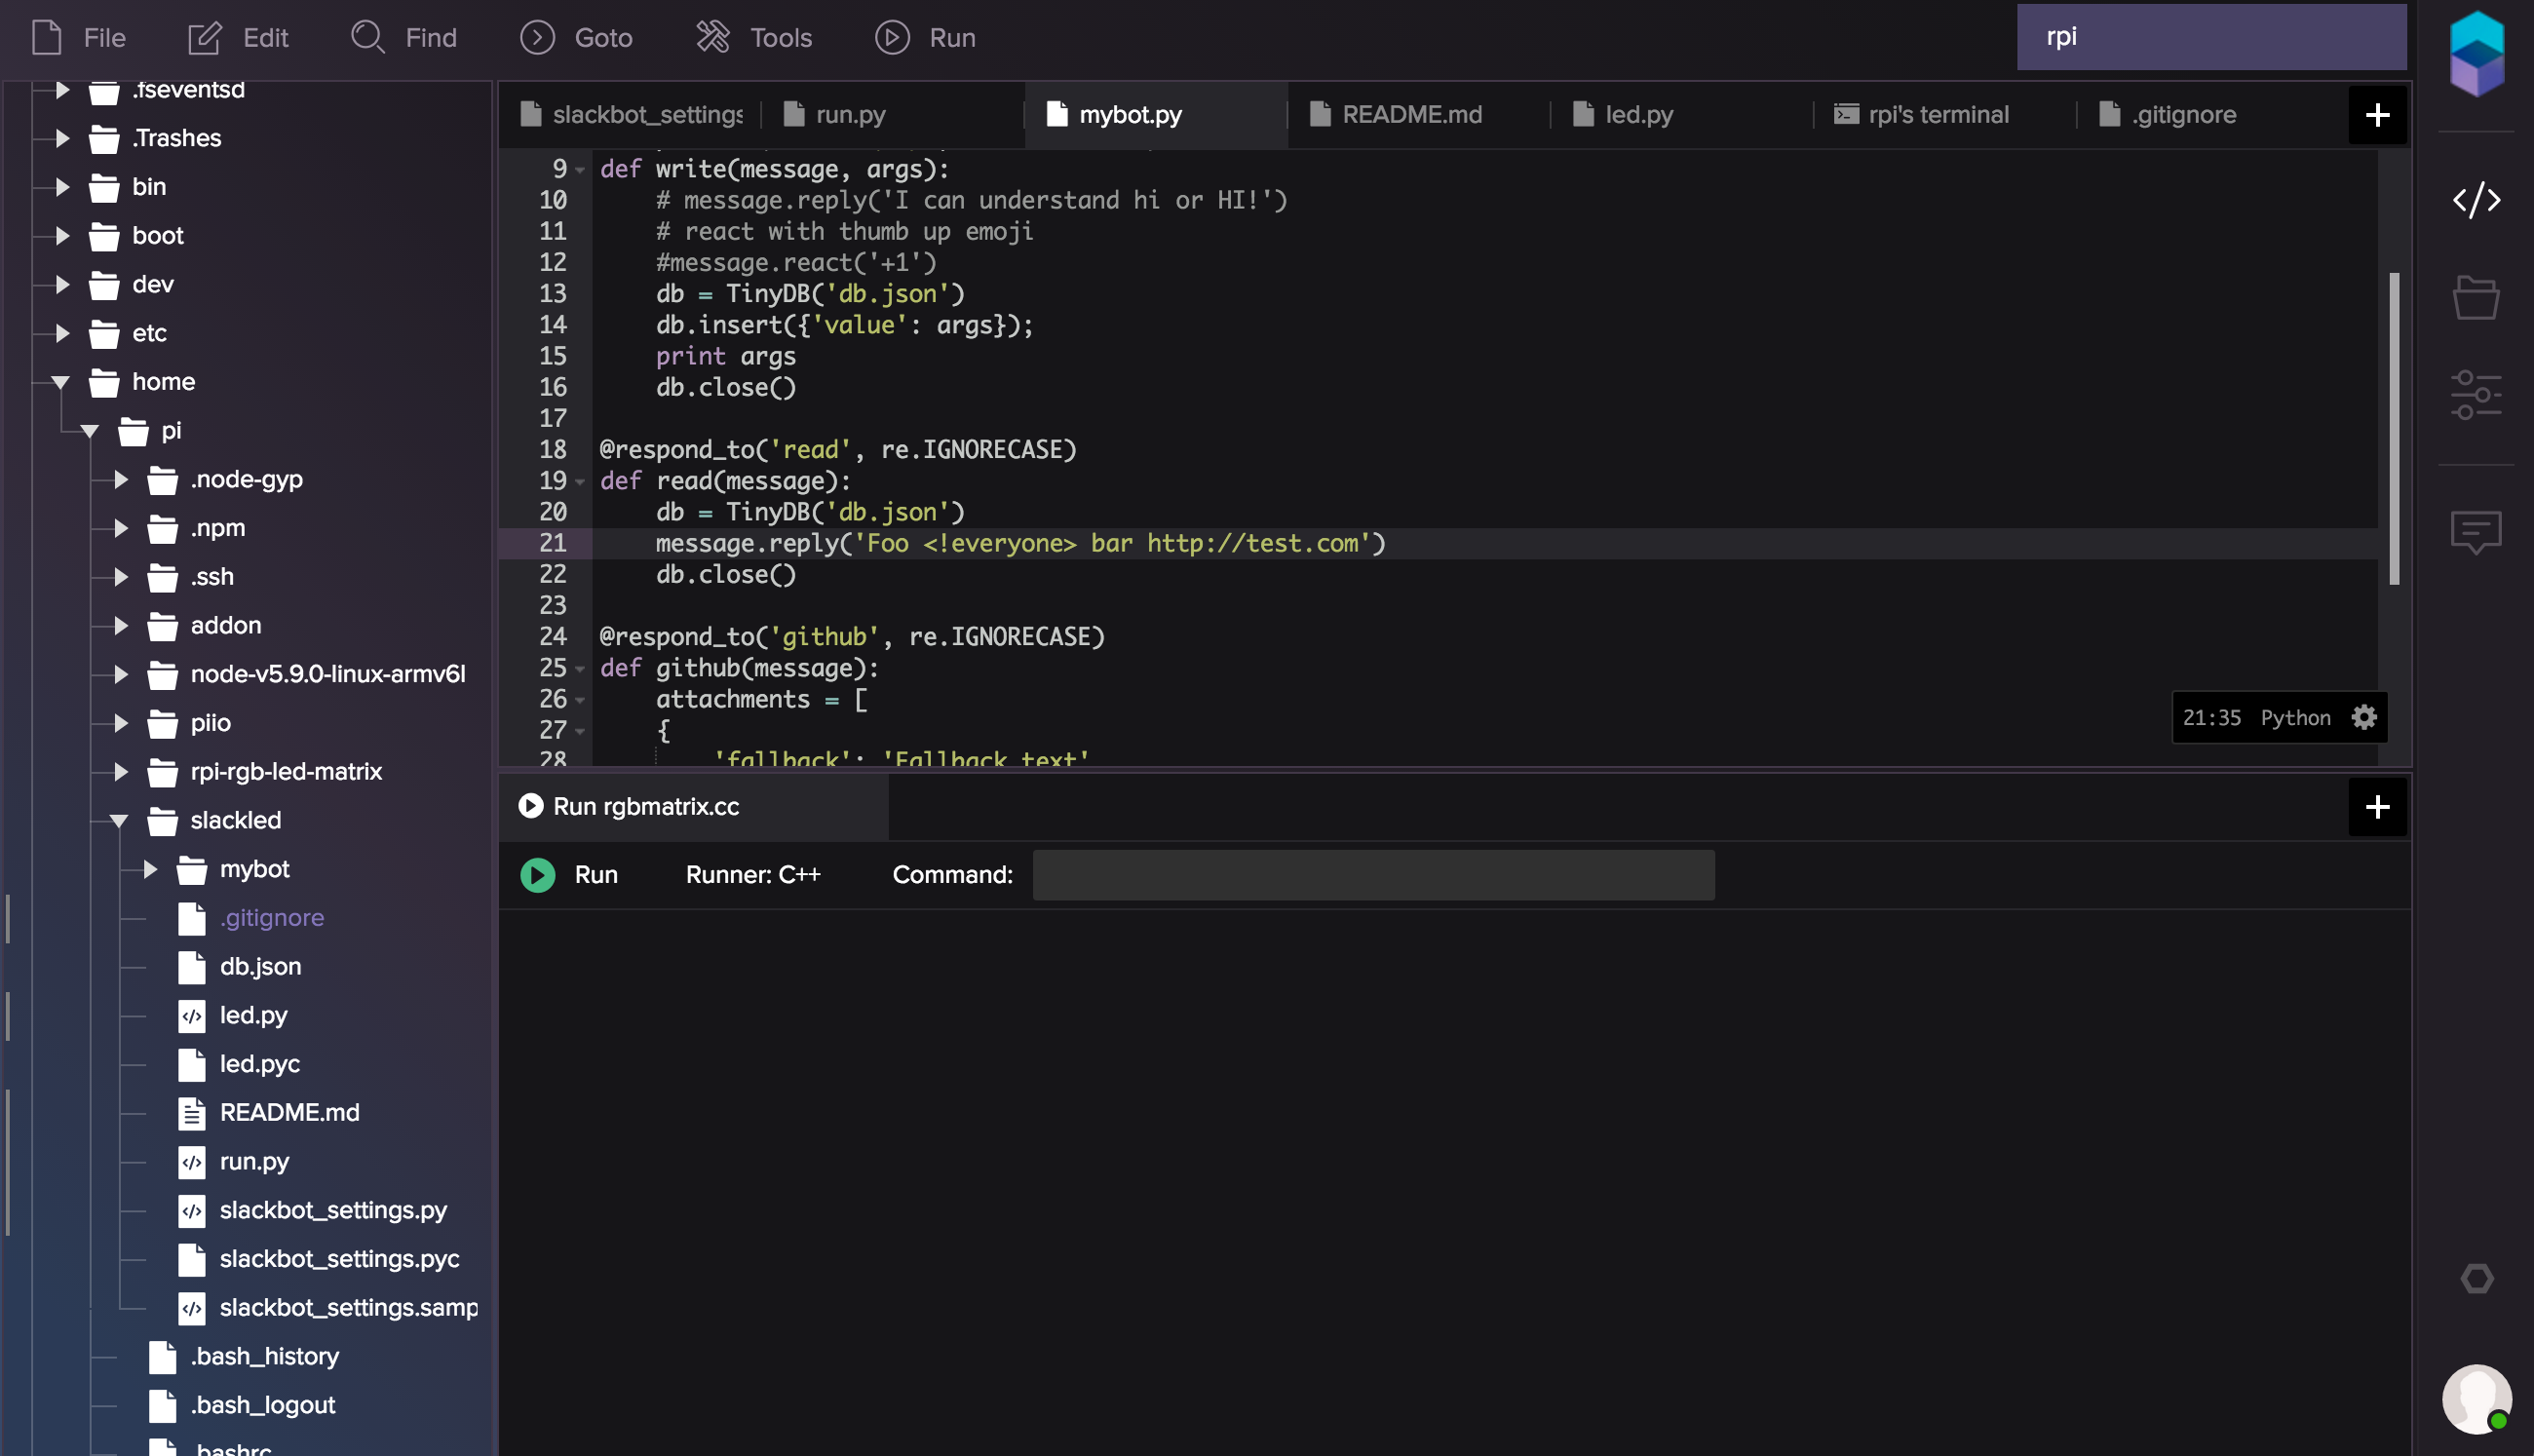 File Edit Find Goto Tools Run rpi
.fseventsd
.Trashes
bin
boot
dev
etc
home
pi
.node-gyp
.npm
.ssh
addon
node-v5.9.0-linux-armv6l
piio
rpi-rgb-led-matrix
slackled
mybot
.gitignore
db.json
led.py
led.pyc
README.md
run.py
slackbot_settings.py
slackbot_settings.pyc
slackbot_settings.samp
.bash_history
.bash_logout
.bashrc
slackbot_settings run.py mybot.py README.md led.py rpi's terminal .gitignore
9 def write(message, args):
10 # message.reply('I can understand hi or HI!')
11 # react with thumb up emoji
12 #message.react('+1')
13 db = TinyDB('db.json')
14 db.insert({'value': args});
15 print args
16 db.close()
17
18 @respond_to('read', re.IGNORECASE)
19 def read(message):
20 db = TinyDB('db.json')
21 message.reply('Foo <!everyone> bar http://test.com')
22 db.close()
23
24 @respond_to('github', re.IGNORECASE)
25 def github(message):
26 attachments = [
27 {
28 'fallback': 'Fallback text'
21:35 Python
Run rgbmatrix.cc
Run Runner: C++ Command: